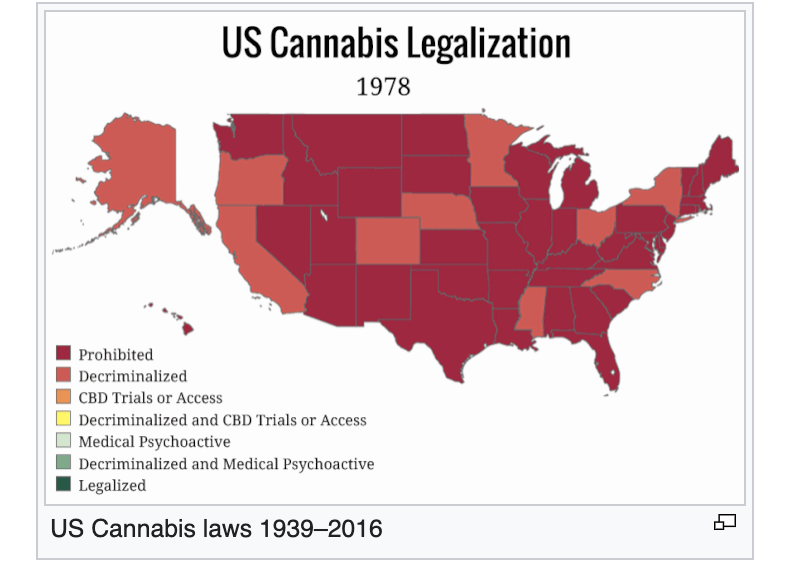 US Cannabis Legalization
1978
Prohibited
Decriminalized
CBD Trials or Access
Decriminalized and CBD Trials or Access
Medical Psychoactive
Decriminalized and Medical Psychoactive
Legalized
US Cannabis laws 1939–2016